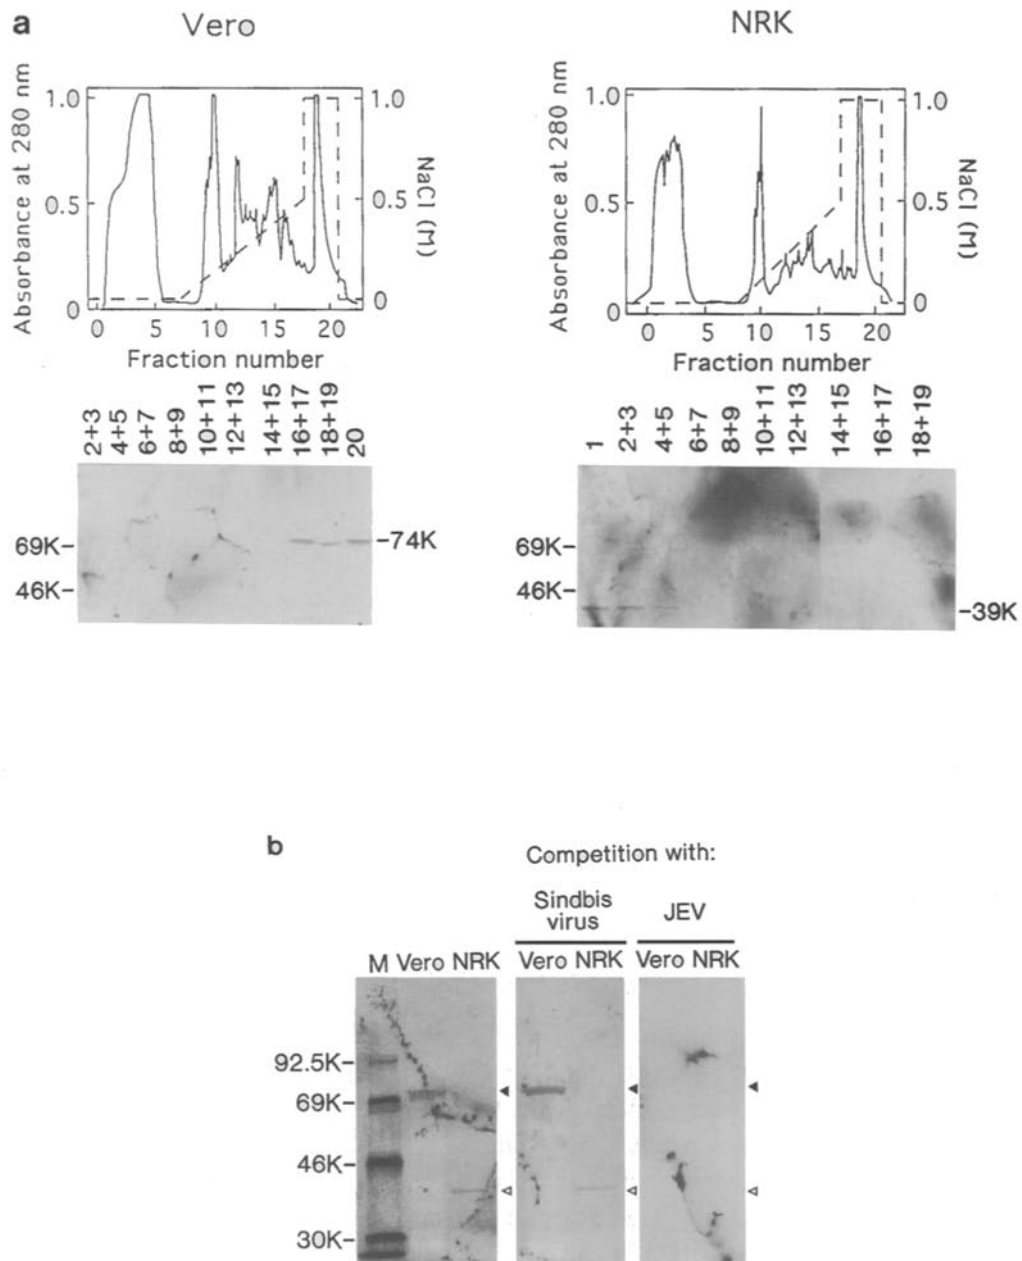 a
Vero
NRK
Absorbance at 280 nm
1.0
0.5
0
1.0
0.5
0
NaCl (M)
0 5 10 15 20
Fraction number
Absorbance at 280 nm
1.0
0.5
0
1.0
0.5
0
NaCl (M)
0 5 10 15 20
Fraction number
2+3 4+5 6+7 8+9 10+11 12+13 14+15 16+17 18+19 20
69K-
46K-
-74K
1 2+3 4+5 6+7 8+9 10+11 12+13 14+15 16+17 18+19
69K-
46K-
-39K
b
Competition with:
Sindbis
virus
JEV
M Vero NRK
Vero NRK
Vero NRK
92.5K-
69K-
46K-
30K-